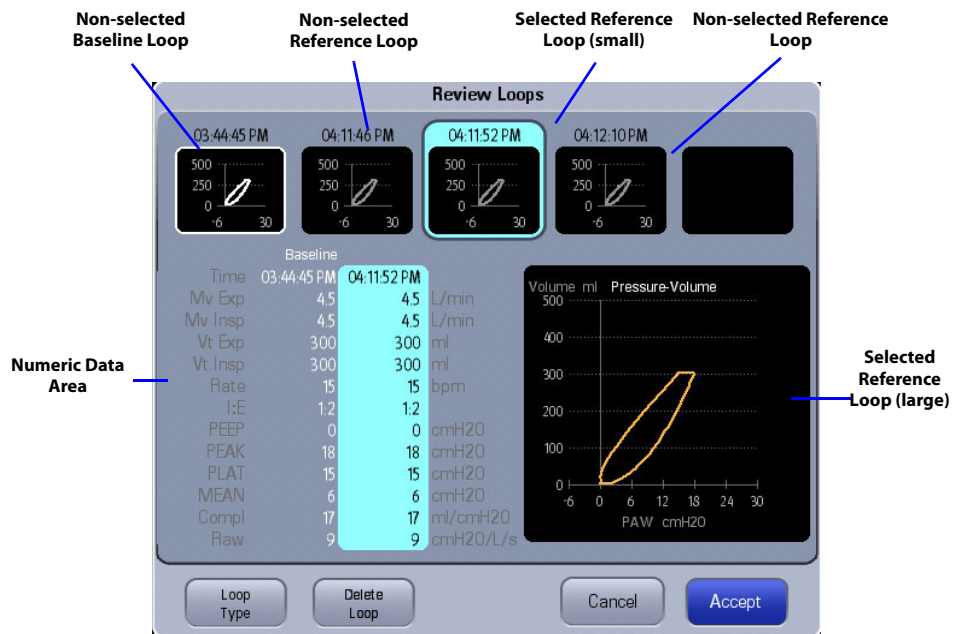 Non-selected
Baseline Loop
Non-selected
Reference Loop
Selected Reference
Loop (small)
Non-selected Reference
Loop
Review Loops
03:44:45 PM
04:11:46 PM
04:11:52 PM
04:12:10 PM
500
250
0
-6 30
500
250
0
-6 30
500
250
0
-6 30
500
250
0
-6 30
Baseline
Time 03:44:45 PM 04:11:52 PM
Mv Exp 4.5 4.5 L/min
Mv Insp 4.5 4.5 L/min
Vt Exp 300 300 ml
Vt Insp 300 300 ml
Rate 15 15 bpm
I:E 1:2 1:2
PEEP 0 0 cmH2O
PEAK 18 18 cmH2O
PLAT 15 15 cmH2O
MEAN 6 6 cmH2O
Compl 17 17 ml/cmH2O
Raw 9 9 cmH2O/L/s
Numeric Data
Area
Volume ml Pressure-Volume
500
400
300
200
100
0
-6 0 6 12 18 24 30
PAW cmH2O
Selected
Reference
Loop (large)
Loop
Type
Delete
Loop
Cancel
Accept